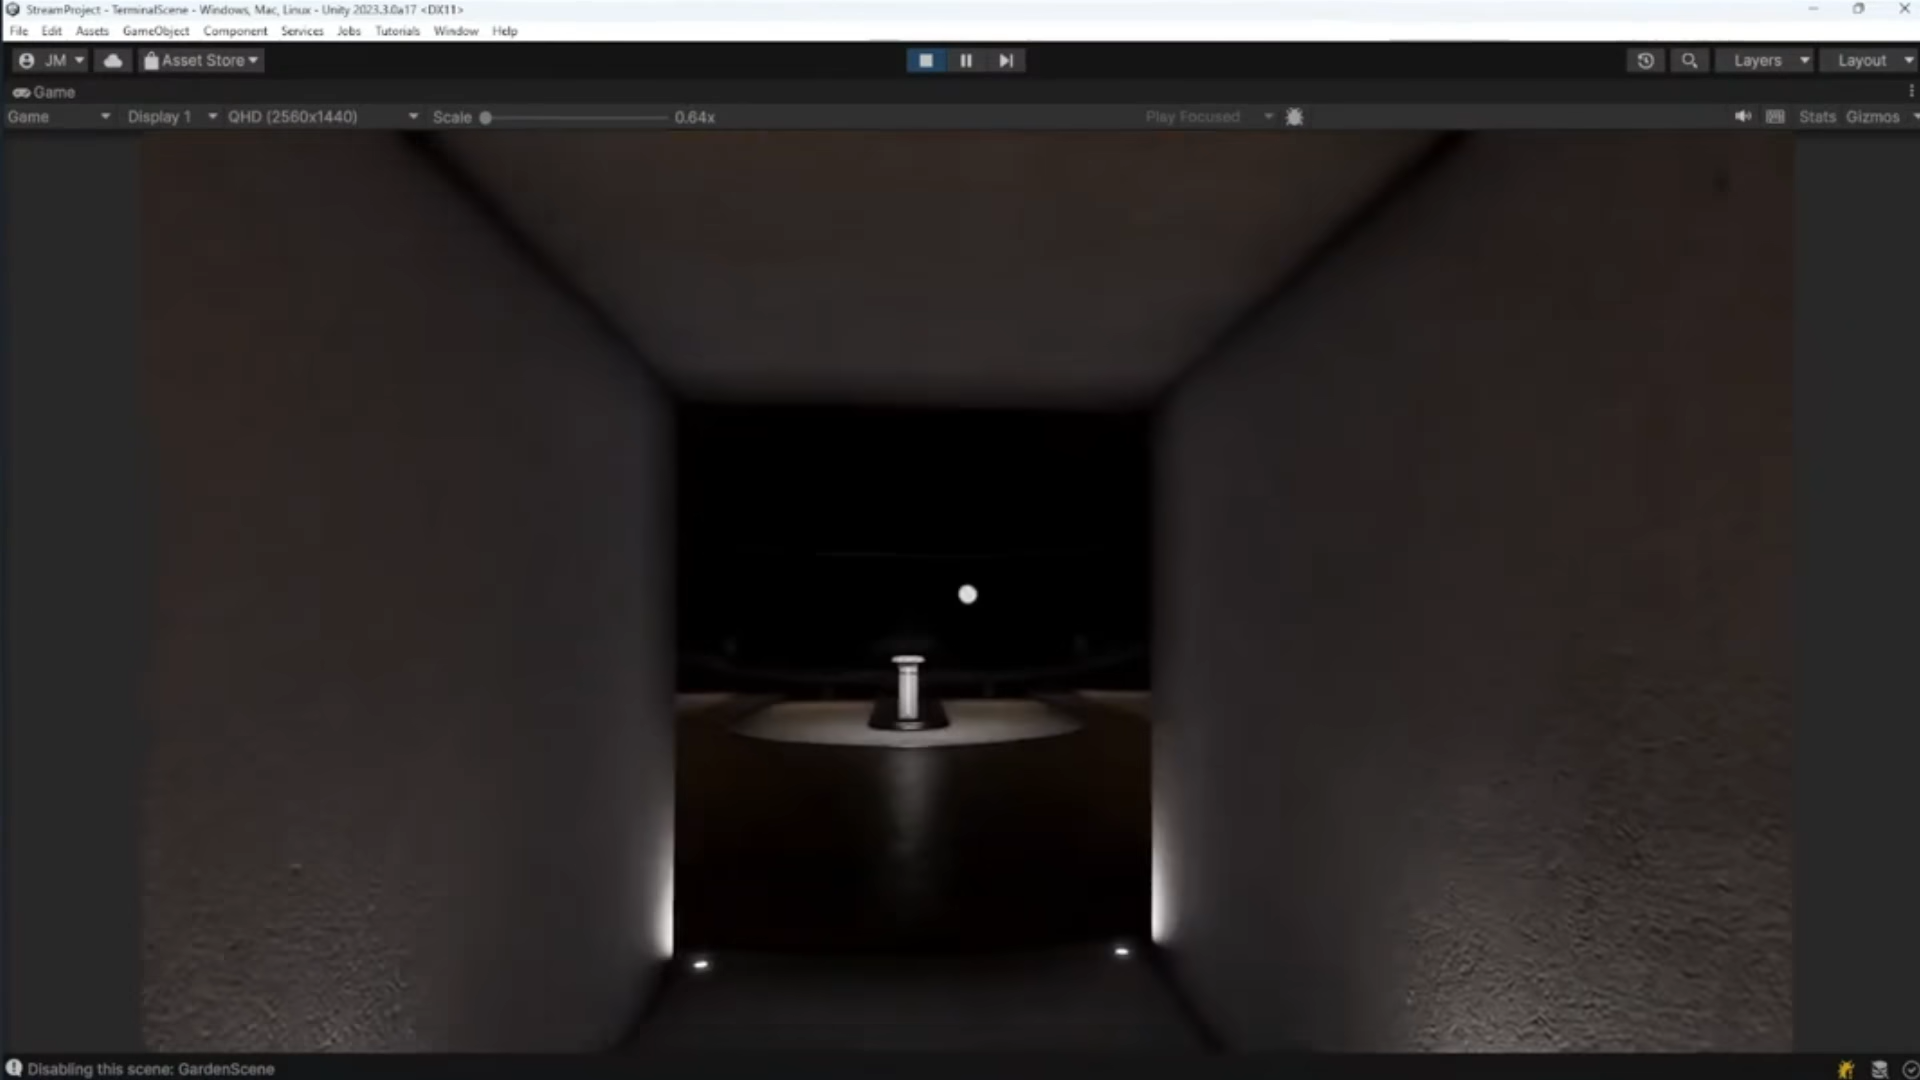 StreamProject - TerminalScene - Windows, Mac, Linux - Unity 2023.3.0a17 <DX11>
File Edit Assets GameObject Component Services Jobs Tutorials Window Help
JM Asset Store Layers Layout
Game
Game Display 1 QHD (2560x1440) Scale 0.64x Play Focused Stats Gizmos
Disabling this scene: GardenScene